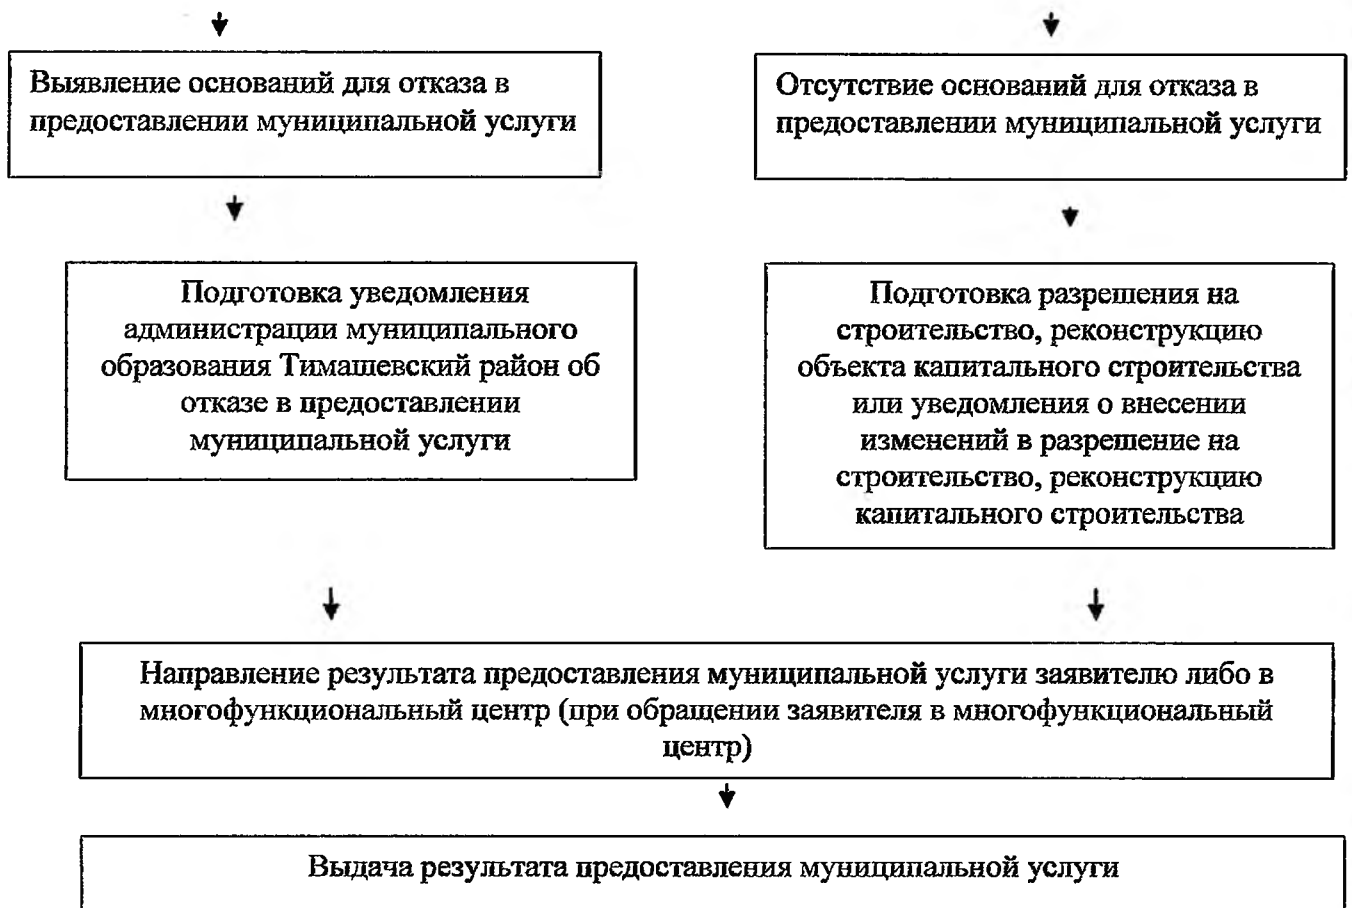 Выявление оснований для отказа в
предоставлении муниципальной услуги
Отсутствие оснований для отказа в
предоставлении муниципальной услуги
Подготовка уведомления
администрации муниципального
образования Тимашевский район об
отказе в предоставлении
муниципальной услуги
Подготовка разрешения на
строительство, реконструкцию
объекта капитального строительства
или уведомления о внесении
изменений в разрешение на
строительство, реконструкцию
капитального строительства
Направление результата предоставления муниципальной услуги заявителю либо в
многофункциональный центр (при обращении заявителя в многофункциональный
центр)
Выдача результата предоставления муниципальной услуги